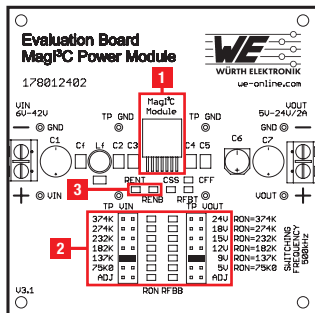 Evaluation Board
MagI³C Power Module
178012402
WE
WÜRTH ELEKTRONIK
we-online.com
1
MagI³C
Module
VIN
6V-42V
VOUT
5V-24V/2A
GND
TP GND
TP GND
GND
C1
Cf
Lf
C2
C3
C4
C5
C6
C7
VIN
RENT
RENB
CSS
CFF
RFBT
VOUT
3
TP VIN
TP VOUT
2
374K 24V RON=374K
274K 18V RON=274K
232K 15V RON=232K
182K 12V RON=182K
137K 9V RON=137K
75K0 5V RON=75K0
ADJ ADJ
SWITCHING
FREQUENCY
500kHz
V3.1
RON RFBB